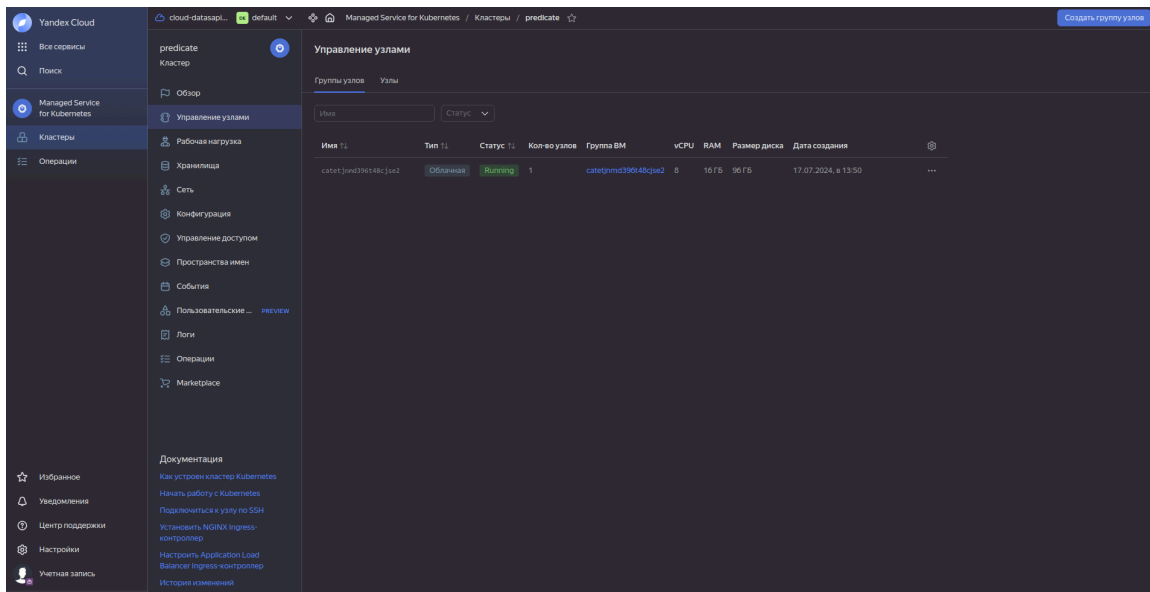 Yandex Cloud
Все сервисы
Поиск
Managed Service
for Kubernetes
Кластеры
Операции
Избранное
Уведомления
Центр поддержки
Настройки
Учетная запись
cloud-datasapi... DE default
Managed Service for Kubernetes / Кластеры / predicate
Создать группу узлов
predicate
Кластер
Обзор
Управление узлами
Рабочая нагрузка
Хранилища
Сеть
Конфигурация
Управление доступом
Пространства имен
События
Пользовательские ... PREVIEW
Логи
Операции
Marketplace
Документация
Как устроен кластер Kubernetes
Начать работу с Kubernetes
Подключиться к узлу по SSH
Установить NGINX Ingress-
контроллер
Настроить Application Load
Balancer Ingress-контроллер
История изменений
Управление узлами
Группы узлов Узлы
Имя Статус
Имя Тип Статус Кол-во узлов Группа ВМ vCPU RAM Размер диска Дата создания
catetjnmd396t48cjse2 Облачная Running 1 catetjnmd396t48cjse2 8 16 ГБ 96 ГБ 17.07.2024, в 13:50